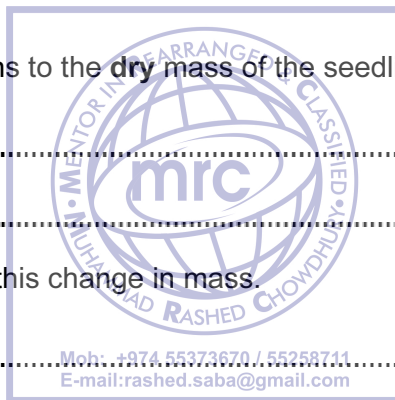 ns to the dry mass of the seedl
MENTOR IN REARRANGED & CLASSIFIED
mrc
this change in mass.
MUHAMMAD RASHED CHOWDHURY
Mob: +974 55373670 / 55258711
E-mail:rashed.saba@gmail.com